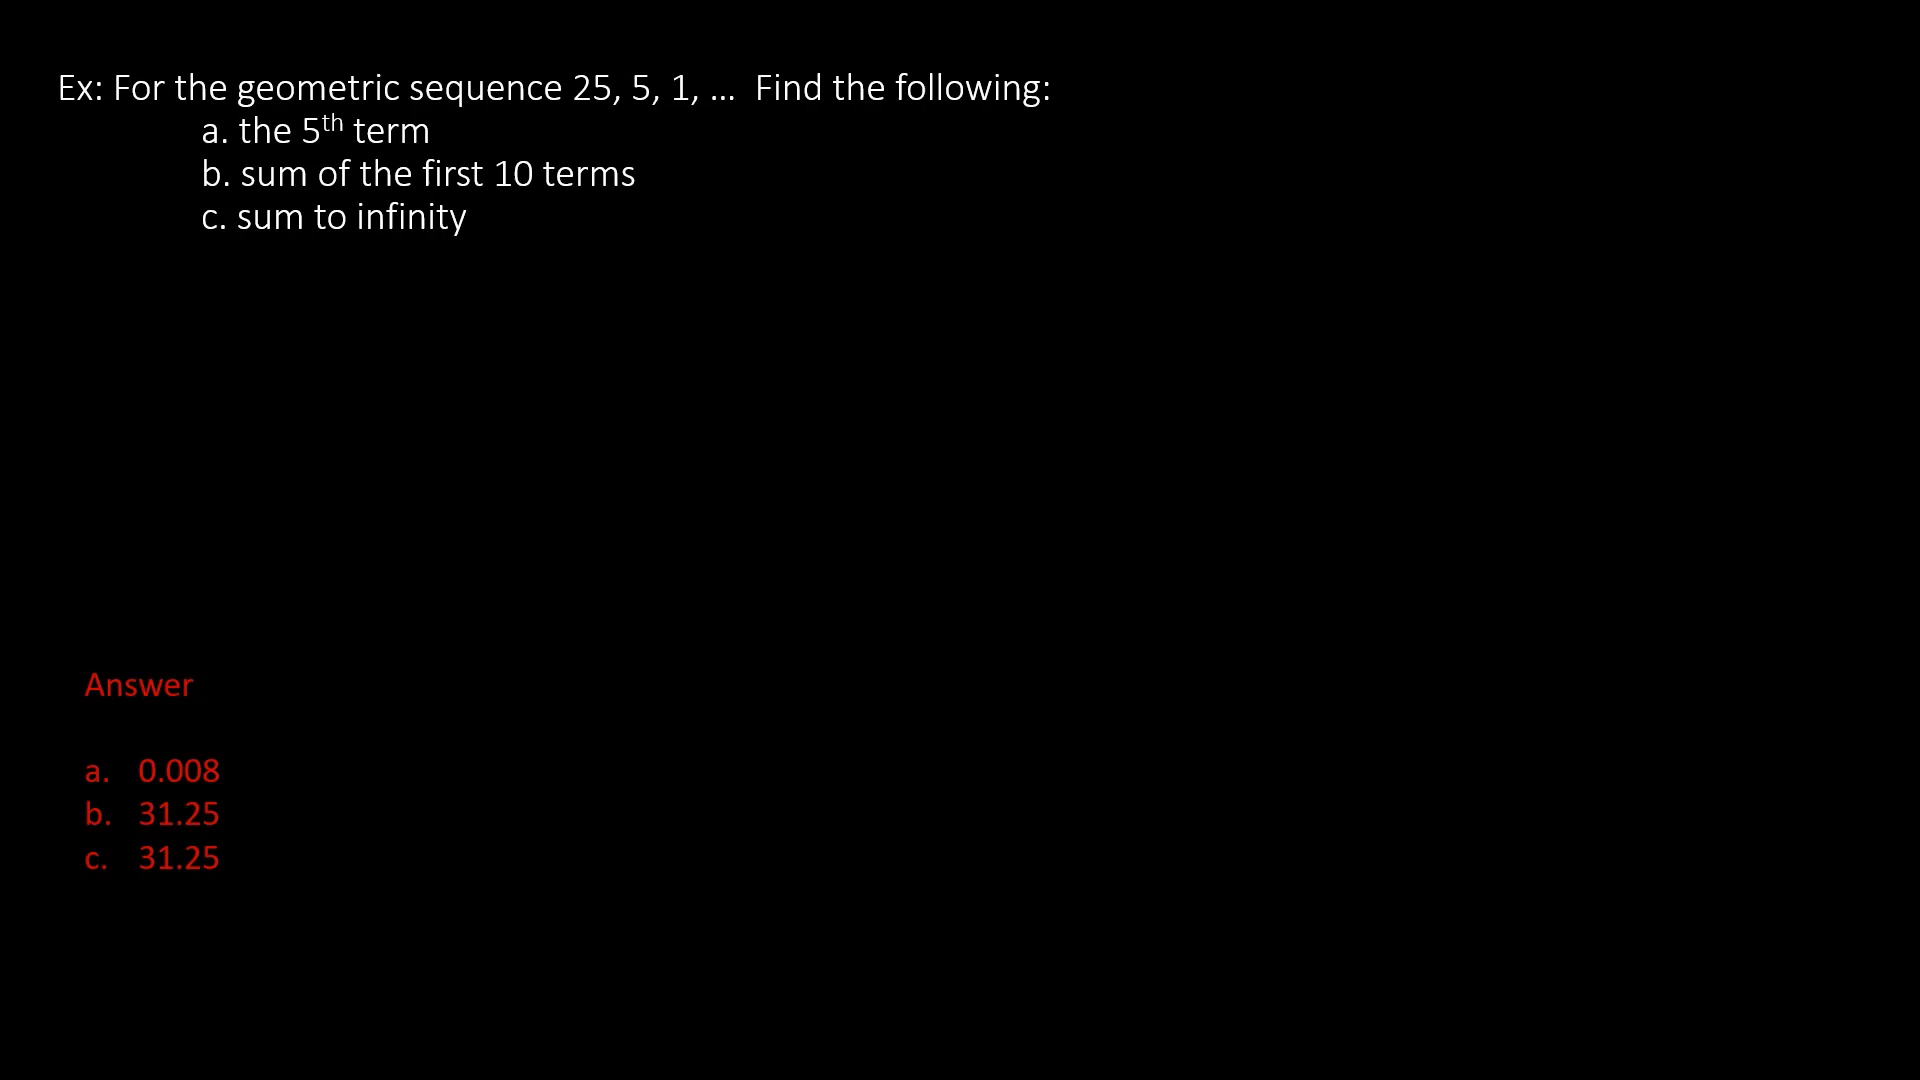 Ex: For the geometric sequence 25, 5, 1, ... Find the following:
a. the 5th term
b. sum of the first 10 terms
c. sum to infinity
Answer
a. 0.008
b. 31.25
c. 31.25